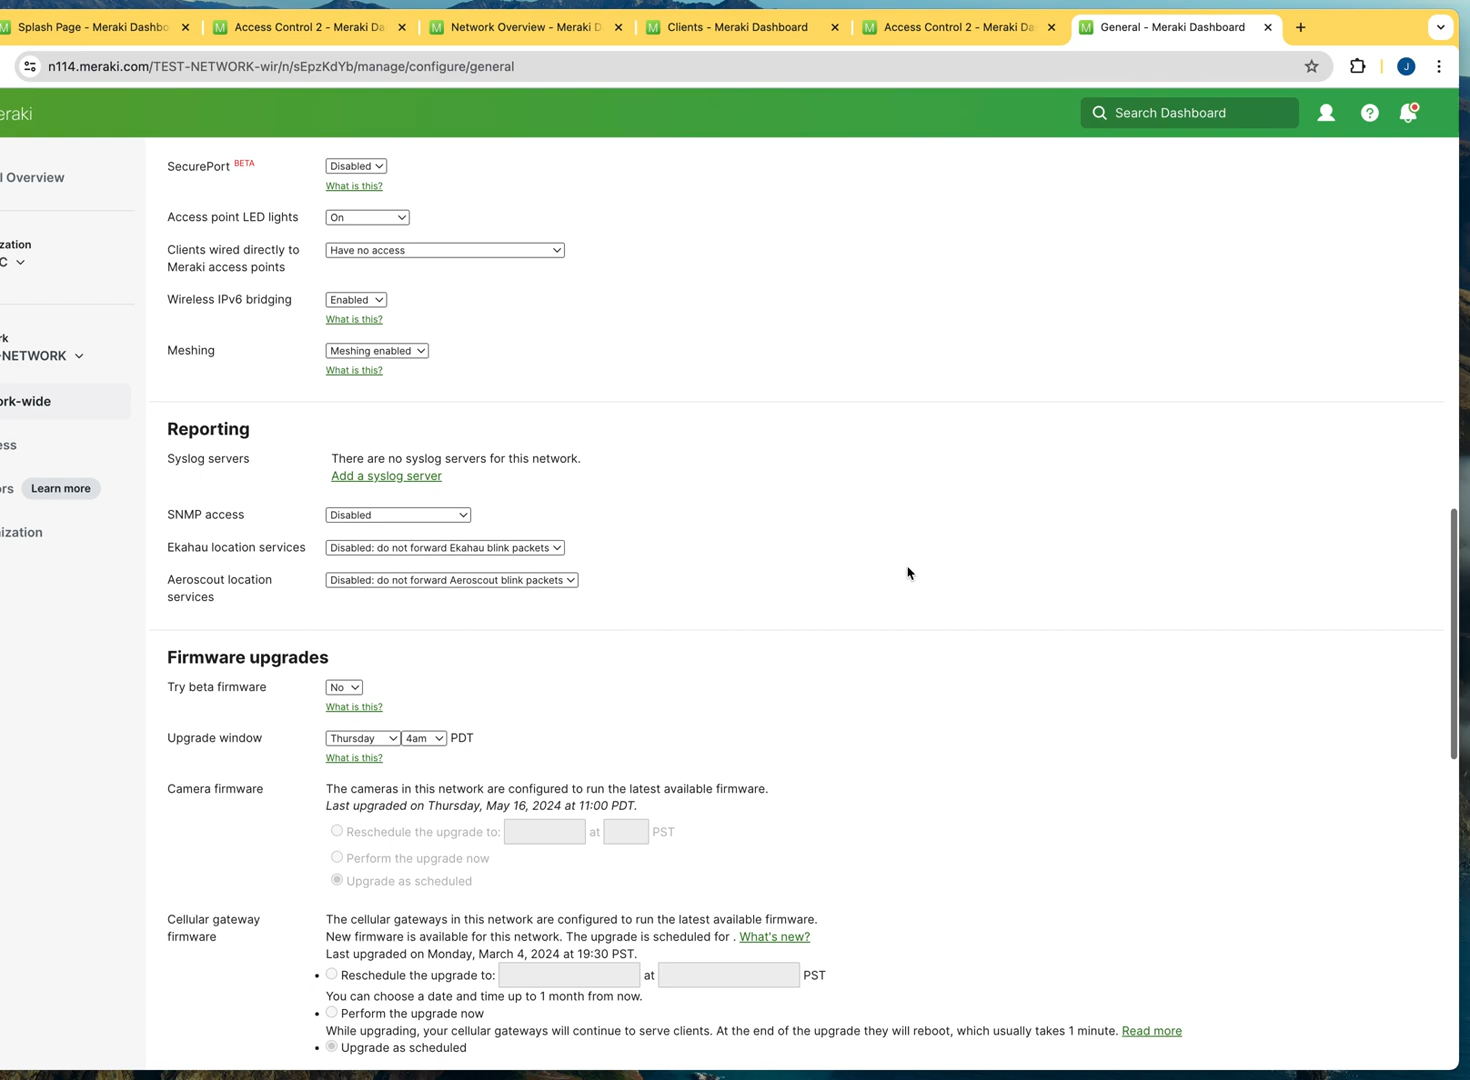 Splash Page - Meraki Dashbo
Access Control 2 - Meraki Da
Network Overview - Meraki D
Clients - Meraki Dashboard
Access Control 2 - Meraki Da
General - Meraki Dashboard
n114.meraki.com/TEST-NETWORK-wir/n/sEpzKdYb/manage/configure/general
J
eraki
Search Dashboard
l Overview
zation
C
rk
-NETWORK
ork-wide
ess
ors Learn more
ization
SecurePort BETA
Disabled
What is this?
Access point LED lights
On
Clients wired directly to
Meraki access points
Have no access
Wireless IPv6 bridging
Enabled
What is this?
Meshing
Meshing enabled
What is this?
Reporting
Syslog servers
There are no syslog servers for this network.
Add a syslog server
SNMP access
Disabled
Ekahau location services
Disabled: do not forward Ekahau blink packets
Aeroscout location
services
Disabled: do not forward Aeroscout blink packets
Firmware upgrades
Try beta firmware
No
What is this?
Upgrade window
Thursday 4am PDT
What is this?
Camera firmware
The cameras in this network are configured to run the latest available firmware.
Last upgraded on Thursday, May 16, 2024 at 11:00 PDT.
Reschedule the upgrade to: at PST
Perform the upgrade now
Upgrade as scheduled
Cellular gateway
firmware
The cellular gateways in this network are configured to run the latest available firmware.
New firmware is available for this network. The upgrade is scheduled for . What's new?
Last upgraded on Monday, March 4, 2024 at 19:30 PST.
• Reschedule the upgrade to: at PST
You can choose a date and time up to 1 month from now.
• Perform the upgrade now
While upgrading, your cellular gateways will continue to serve clients. At the end of the upgrade they will reboot, which usually takes 1 minute. Read more
• Upgrade as scheduled